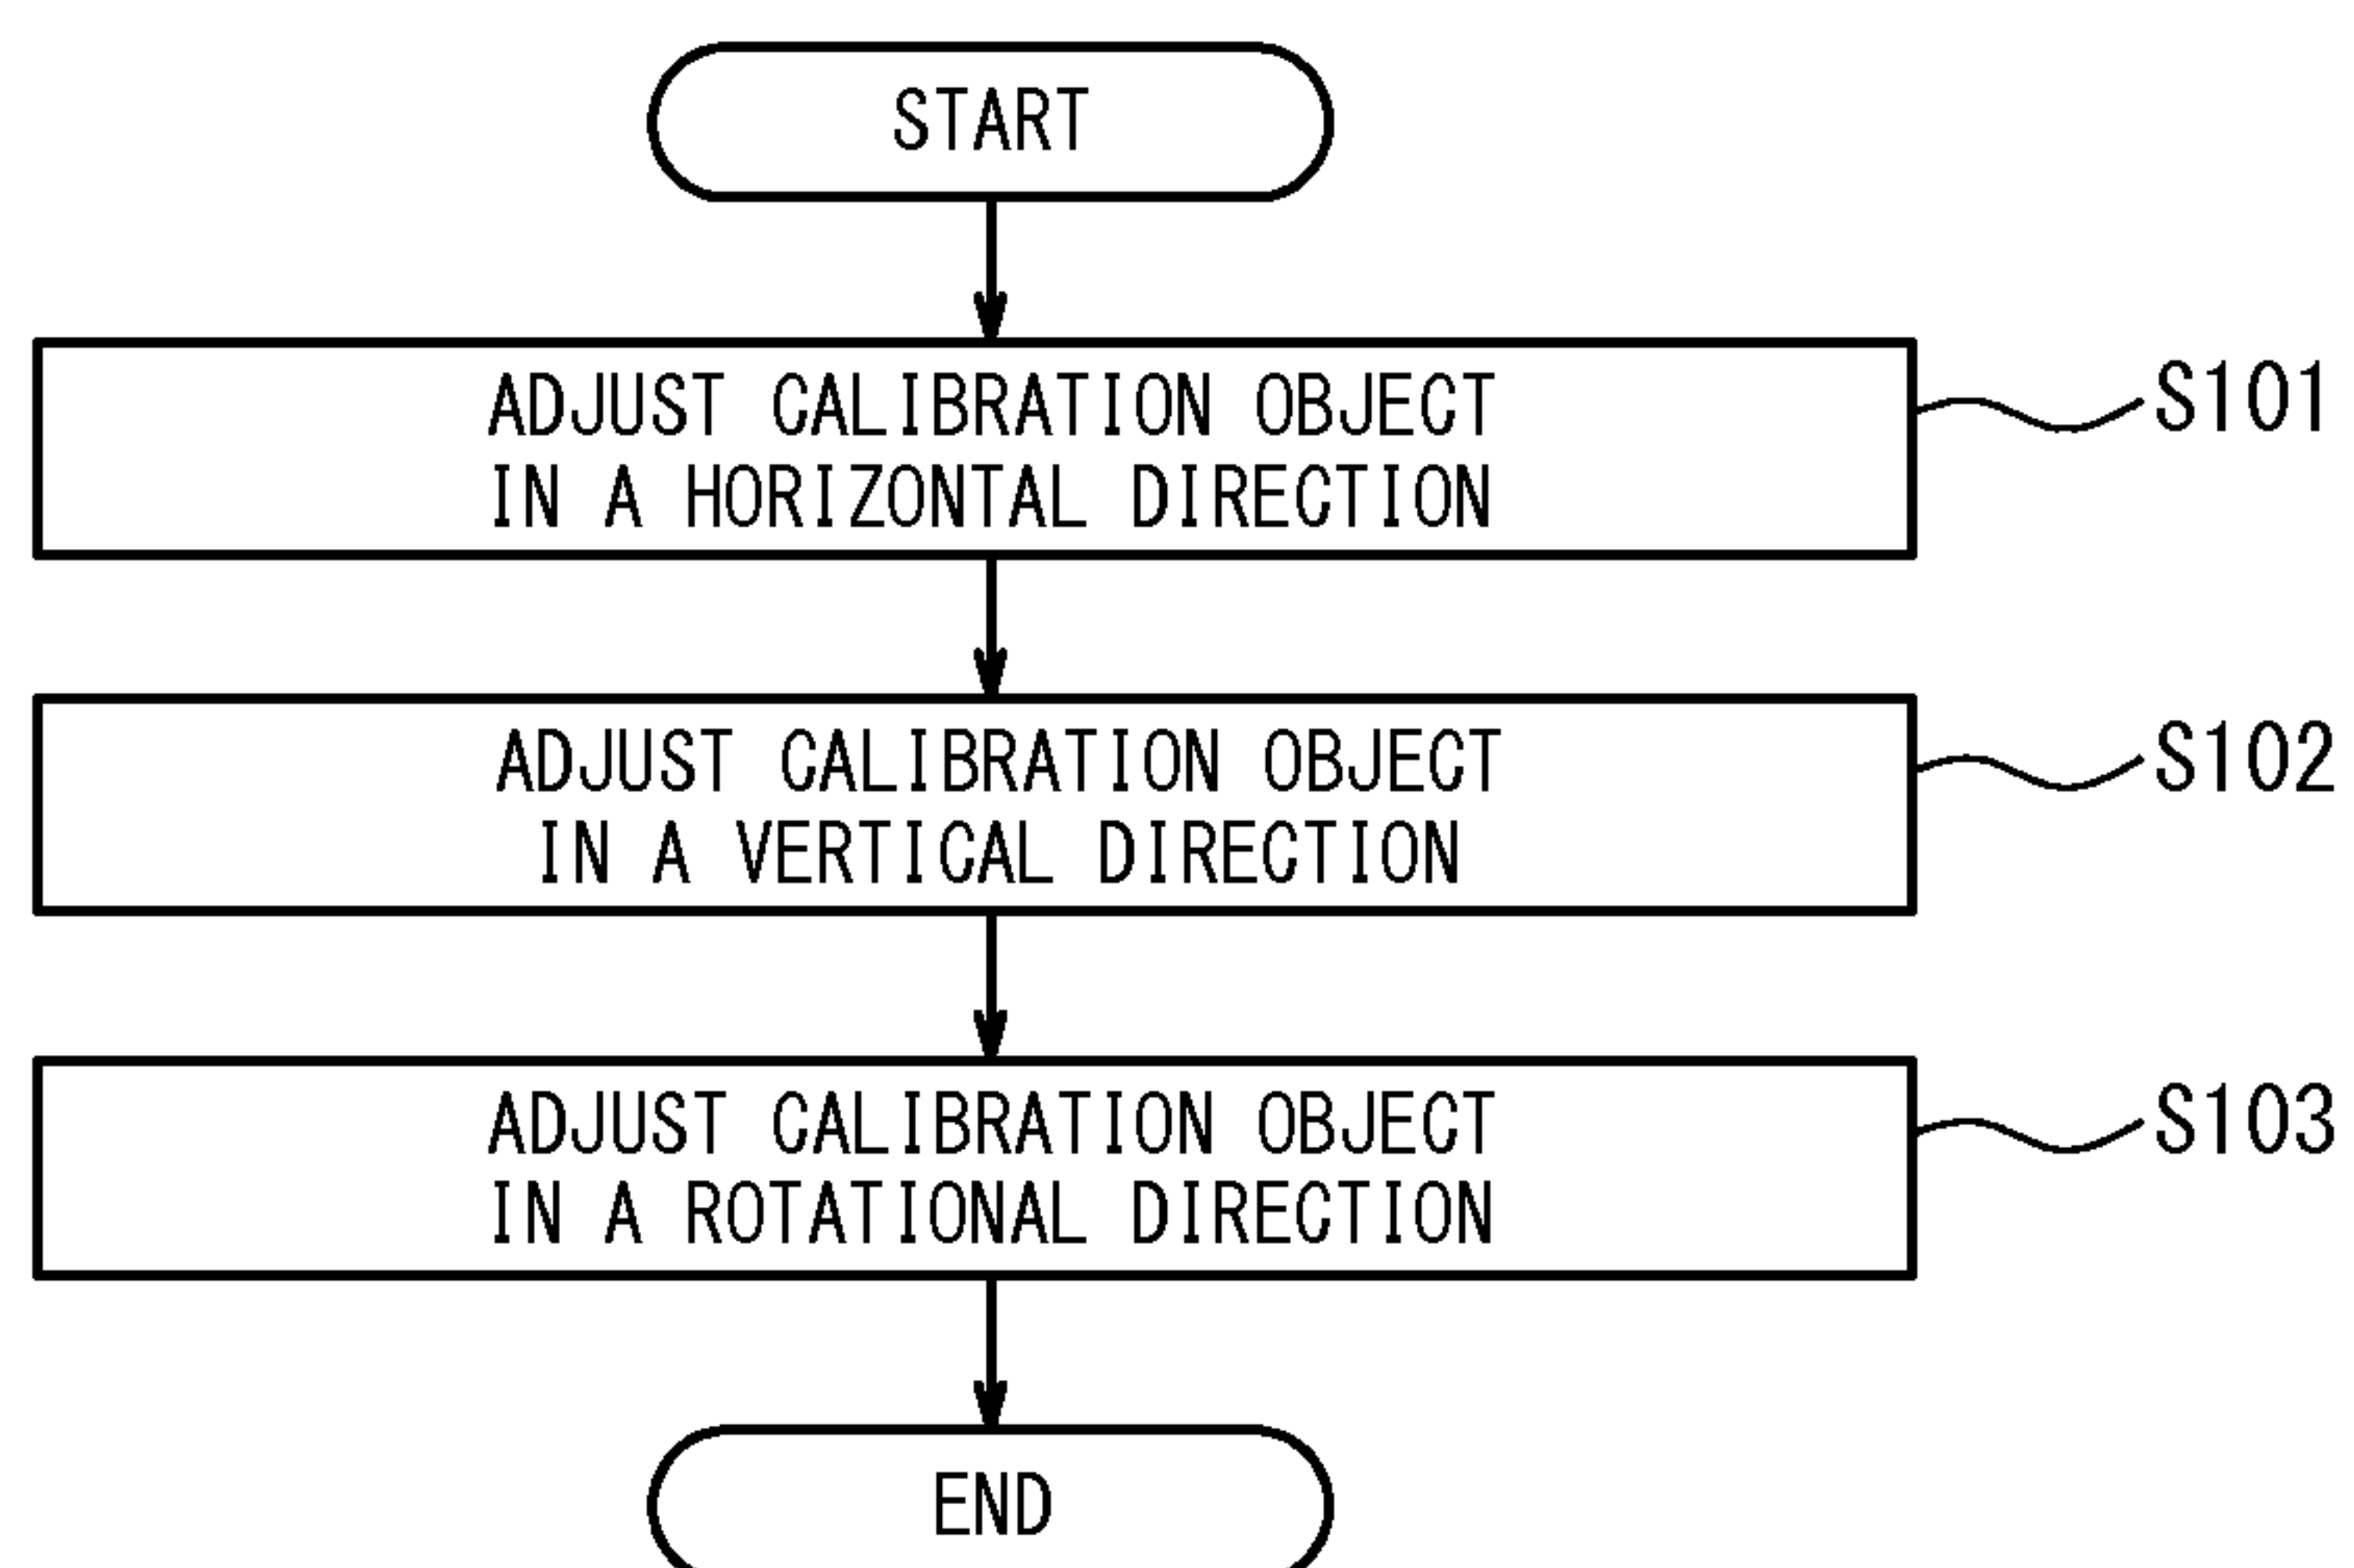 START
ADJUST CALIBRATION OBJECT
IN A HORIZONTAL DIRECTION
S101
ADJUST CALIBRATION OBJECT
IN A VERTICAL DIRECTION
S102
ADJUST CALIBRATION OBJECT
IN A ROTATIONAL DIRECTION
S103
END